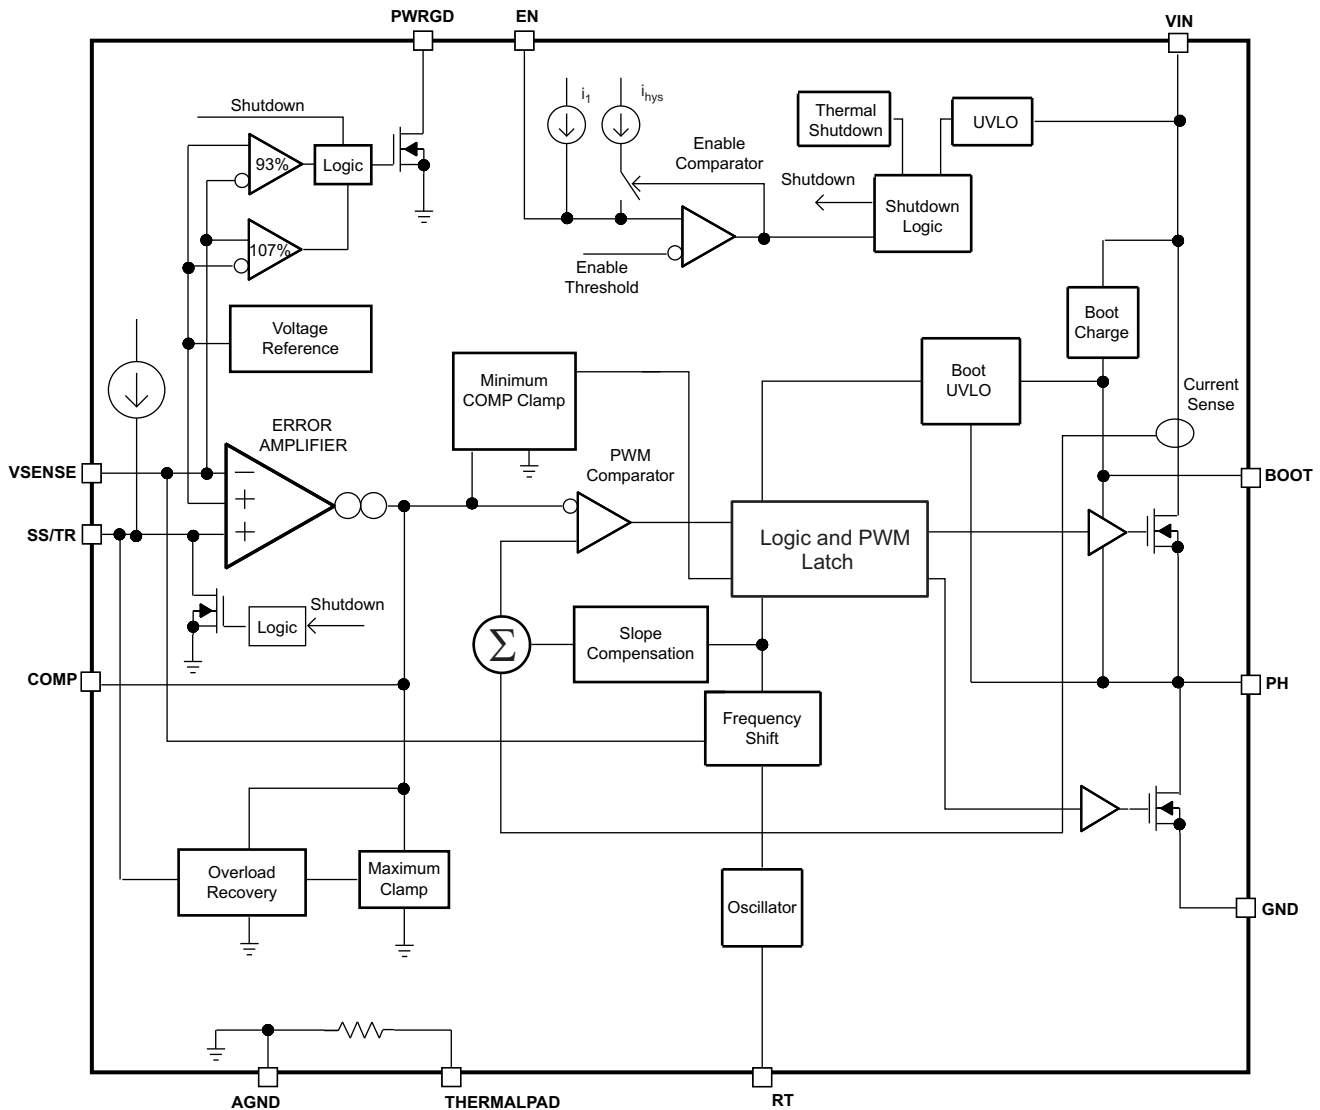 PWRGD
EN
VIN
Shutdown
93%
Logic
107%
i1
ihys
Enable
Comparator
Thermal
Shutdown
UVLO
Shutdown
Shutdown
Logic
Enable
Threshold
Voltage
Reference
Boot
Charge
Minimum
COMP Clamp
Boot
UVLO
Current
Sense
ERROR
AMPLIFIER
PWM
Comparator
VSENSE
−
+
+
SS/TR
BOOT
Logic and PWM
Latch
Logic
Shutdown
Σ
Slope
Compensation
COMP
PH
Frequency
Shift
Overload
Recovery
Maximum
Clamp
Oscillator
GND
AGND
THERMALPAD
RT